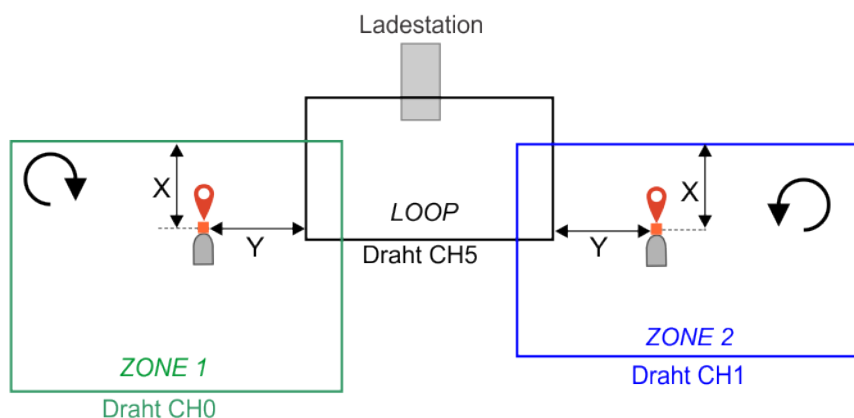 Ladestation
X
X
LOOP
Y
Y
Draht CH5
ZONE 1
ZONE 2
Draht CH1
Draht CH0